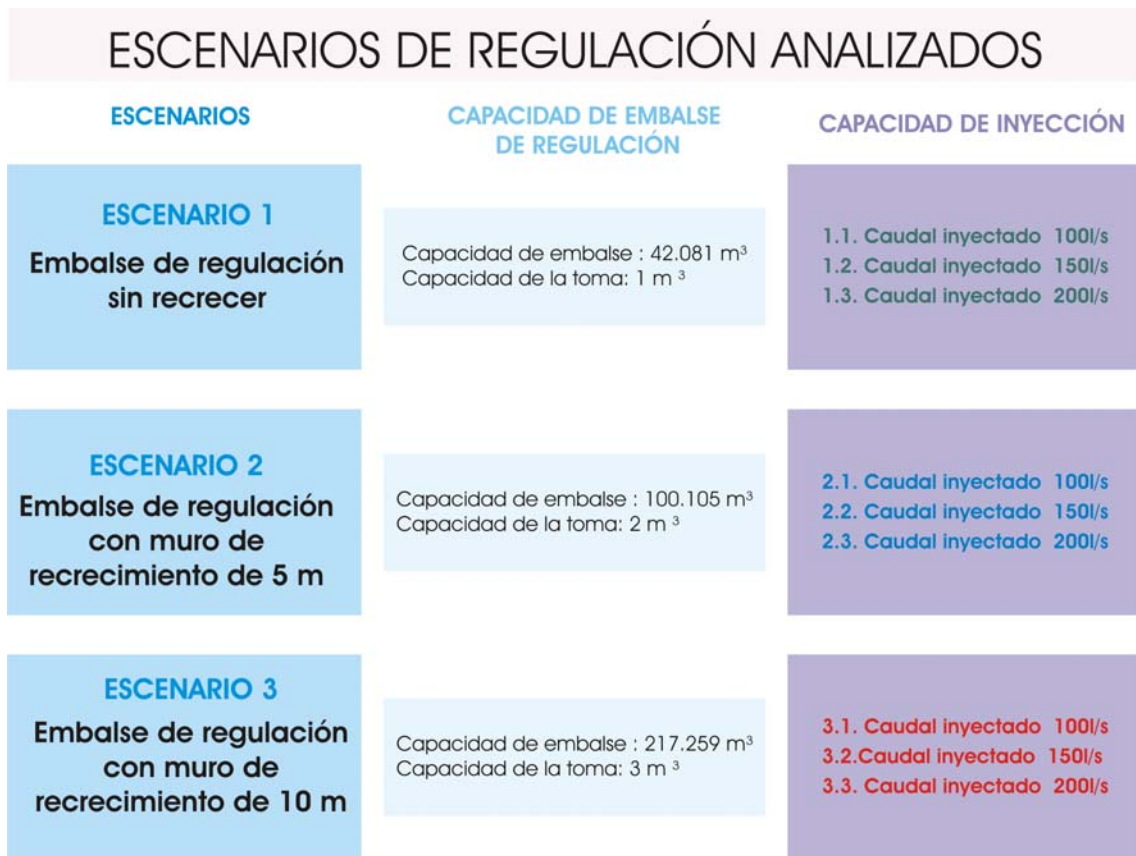 ESCENARIOS DE REGULACIÓN ANALIZADOS
ESCENARIOS
CAPACIDAD DE EMBALSE
DE REGULACIÓN
CAPACIDAD DE INYECCIÓN
ESCENARIO 1
Embalse de regulación
sin recrecer
Capacidad de embalse : 42.081 m³
Capacidad de la toma: 1 m ³
1.1. Caudal inyectado 100l/s
1.2. Caudal inyectado 150l/s
1.3. Caudal inyectado 200l/s
ESCENARIO 2
Embalse de regulación
con muro de
recrecimiento de 5 m
Capacidad de embalse : 100.105 m³
Capacidad de la toma: 2 m ³
2.1. Caudal inyectado 100l/s
2.2. Caudal inyectado 150l/s
2.3. Caudal inyectado 200l/s
ESCENARIO 3
Embalse de regulación
con muro de
recrecimiento de 10 m
Capacidad de embalse : 217.259 m³
Capacidad de la toma: 3 m ³
3.1. Caudal inyectado 100l/s
3.2.Caudal inyectado 150l/s
3.3. Caudal inyectado 200l/s